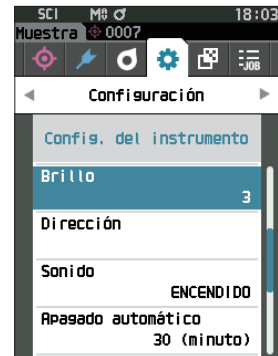 SCI M0 18:03
Muestra 0007
-JOB
Configuración
Config. del instrumento
Brillo
3
Dirección
Sonido
ENCENDIDO
Apagado automático
30 (minuto)